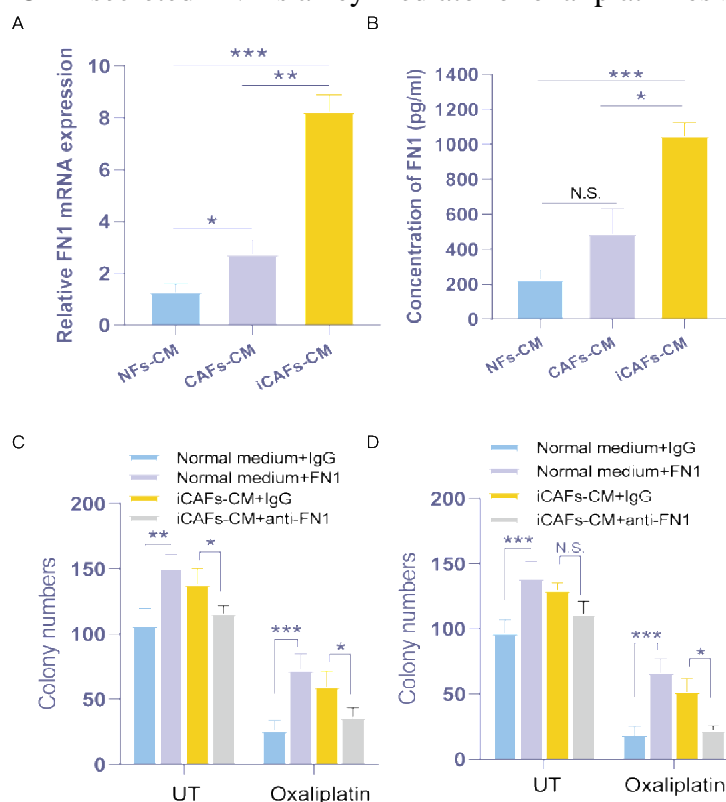 A
***
**
*
Relative FN1 mRNA expression
10
8
6
4
2
0
NFs-CM
CAFs-CM
iCAFs-CM
B
***
*
N.S.
Concentration of FN1 (pg/ml)
1400
1200
1000
800
600
400
200
0
NFs-CM
CAFs-CM
iCAFs-CM
C
Normal medium+IgG
Normal medium+FN1
iCAFs-CM+IgG
iCAFs-CM+anti-FN1
Colony numbers
200
150
100
50
0
**
*
***
*
UT
Oxaliplatin
D
Normal medium+IgG
Normal medium+FN1
iCAFs-CM+IgG
iCAFs-CM+anti-FN1
Colony numbers
200
150
100
50
0
***
N.S.
***
*
UT
Oxaliplatin